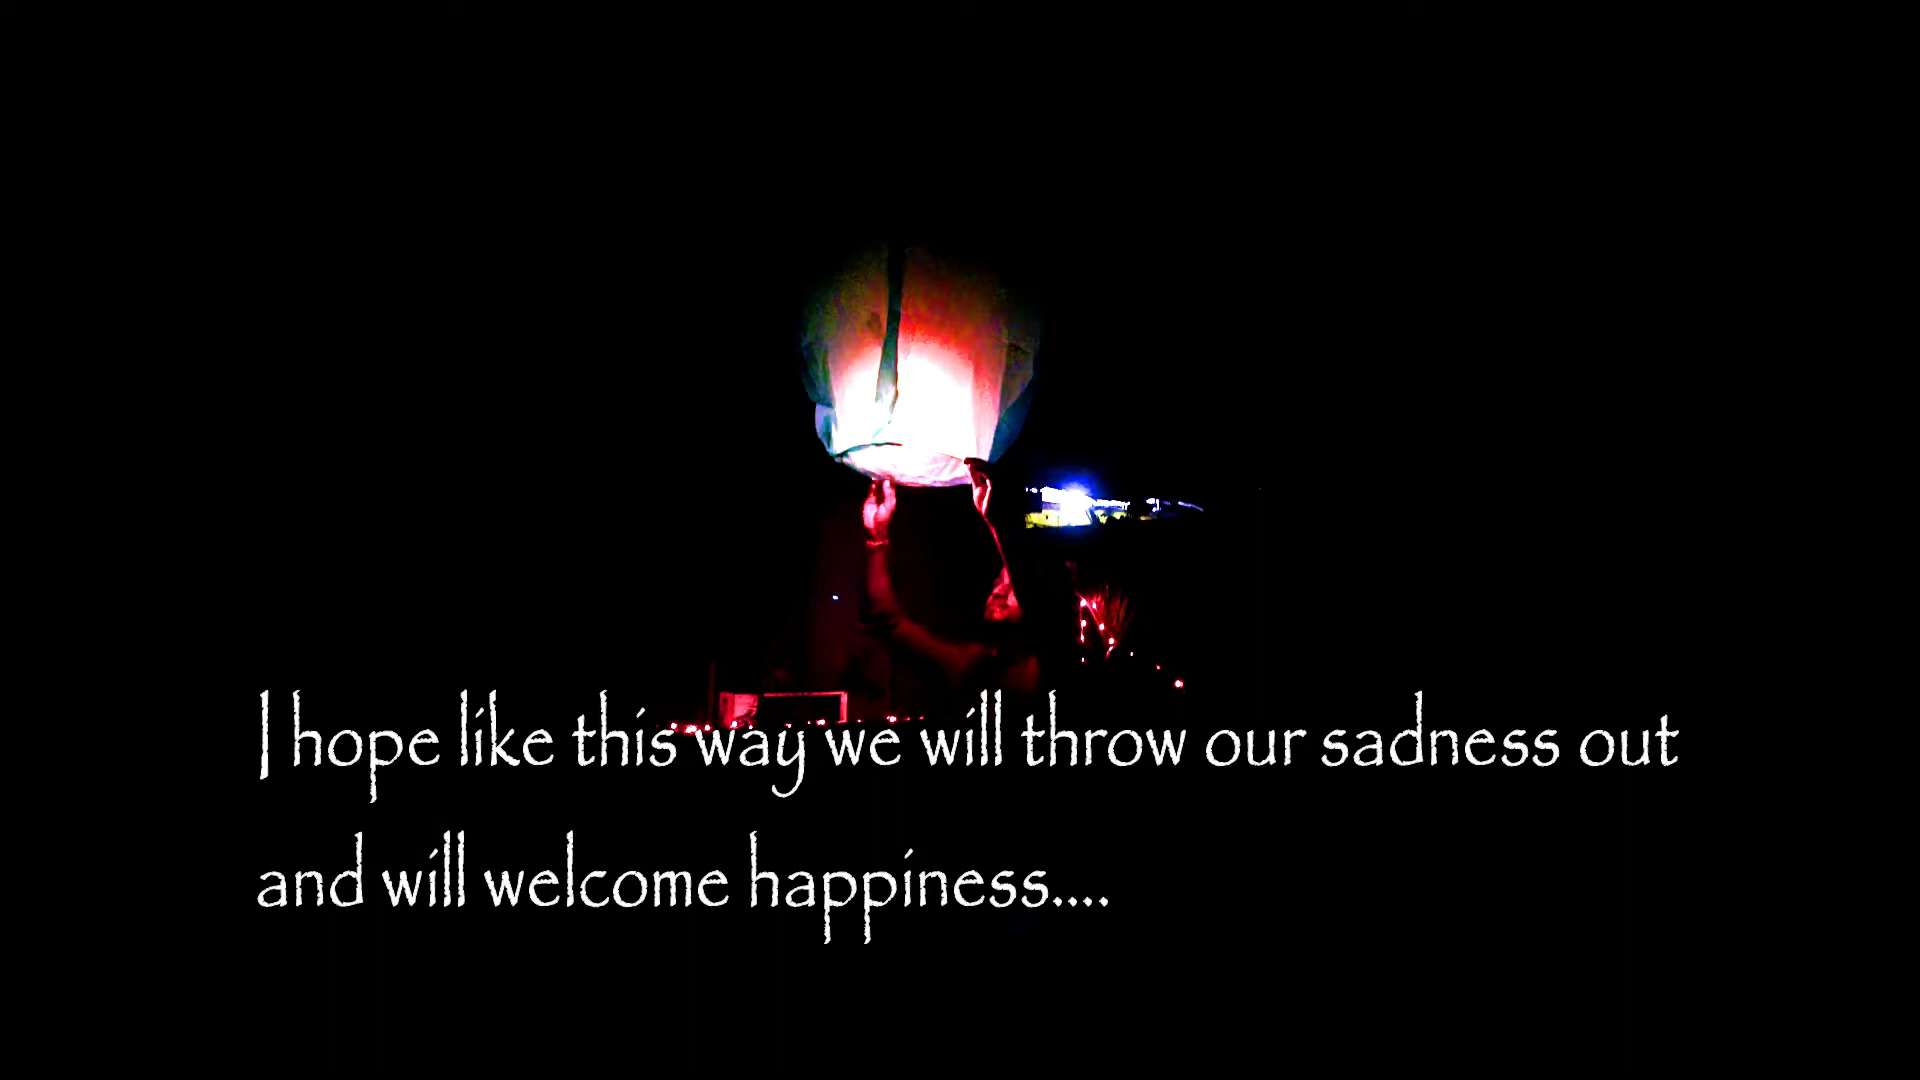 I hope like this way we will throw our sadness out
and will welcome happiness....